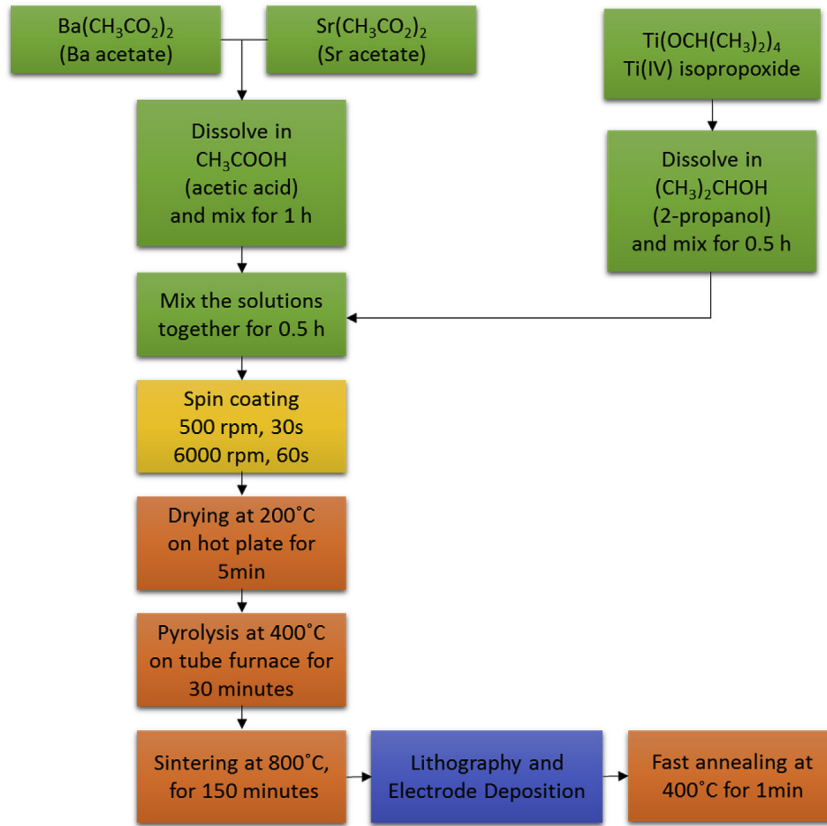 Ba(CH₃CO₂)₂
(Ba acetate)
Sr(CH₃CO₂)₂
(Sr acetate)
Ti(OCH(CH₃)₂)₄
Ti(IV) isopropoxide
Dissolve in
CH₃COOH
(acetic acid)
and mix for 1 h
Dissolve in
(CH₃)₂CHOH
(2-propanol)
and mix for 0.5 h
Mix the solutions
together for 0.5 h
Spin coating
500 rpm, 30s
6000 rpm, 60s
Drying at 200˚C
on hot plate for
5min
Pyrolysis at 400˚C
on tube furnace for
30 minutes
Sintering at 800˚C,
for 150 minutes
Lithography and
Electrode Deposition
Fast annealing at
400˚C for 1min